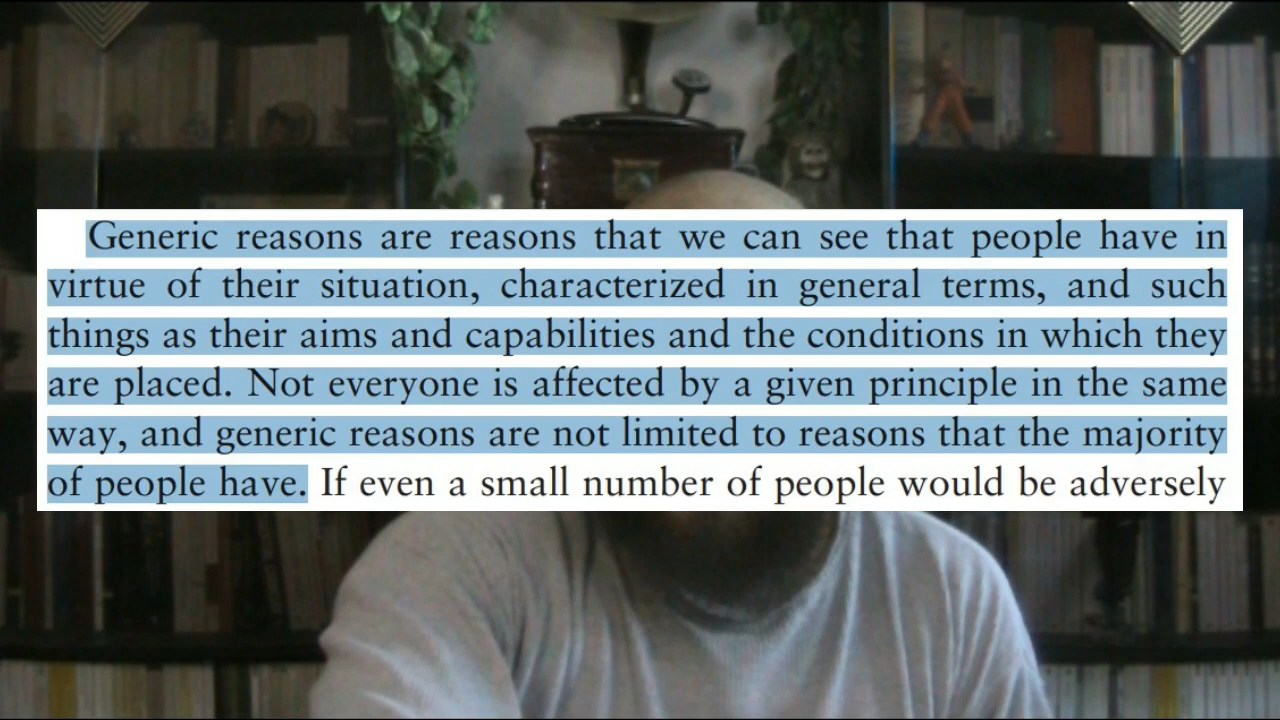 Generic reasons are reasons that we can see that people have in
virtue of their situation, characterized in general terms, and such
things as their aims and capabilities and the conditions in which they
are placed. Not everyone is affected by a given principle in the same
way, and generic reasons are not limited to reasons that the majority
of people have. If even a small number of people would be adversely